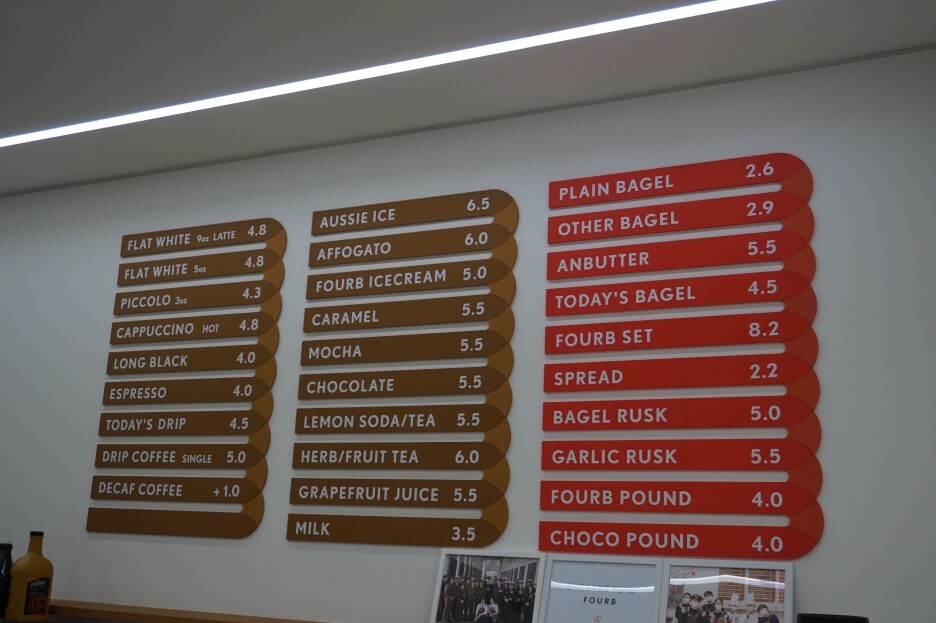 FLAT WHITE 9oz LATTE 4.8
FLAT WHITE 5oz 4.8
PICCOLO 3oz 4.3
CAPPUCCINO HOT 4.8
LONG BLACK 4.0
ESPRESSO 4.0
TODAY'S DRIP 4.5
DRIP COFFEE SINGLE 5.0
DECAF COFFEE +1.0
AUSSIE ICE 6.5
AFFOGATO 6.0
FOURB ICECREAM 5.0
CARAMEL 5.5
MOCHA 5.5
CHOCOLATE 5.5
LEMON SODA/TEA 5.5
HERB/FRUIT TEA 6.0
GRAPEFRUIT JUICE 5.5
MILK 3.5
PLAIN BAGEL 2.6
OTHER BAGEL 2.9
ANBUTTER 5.5
TODAY'S BAGEL 4.5
FOURB SET 8.2
SPREAD 2.2
BAGEL RUSK 5.0
GARLIC RUSK 5.5
FOURB POUND 4.0
CHOCO POUND 4.0
FOURB